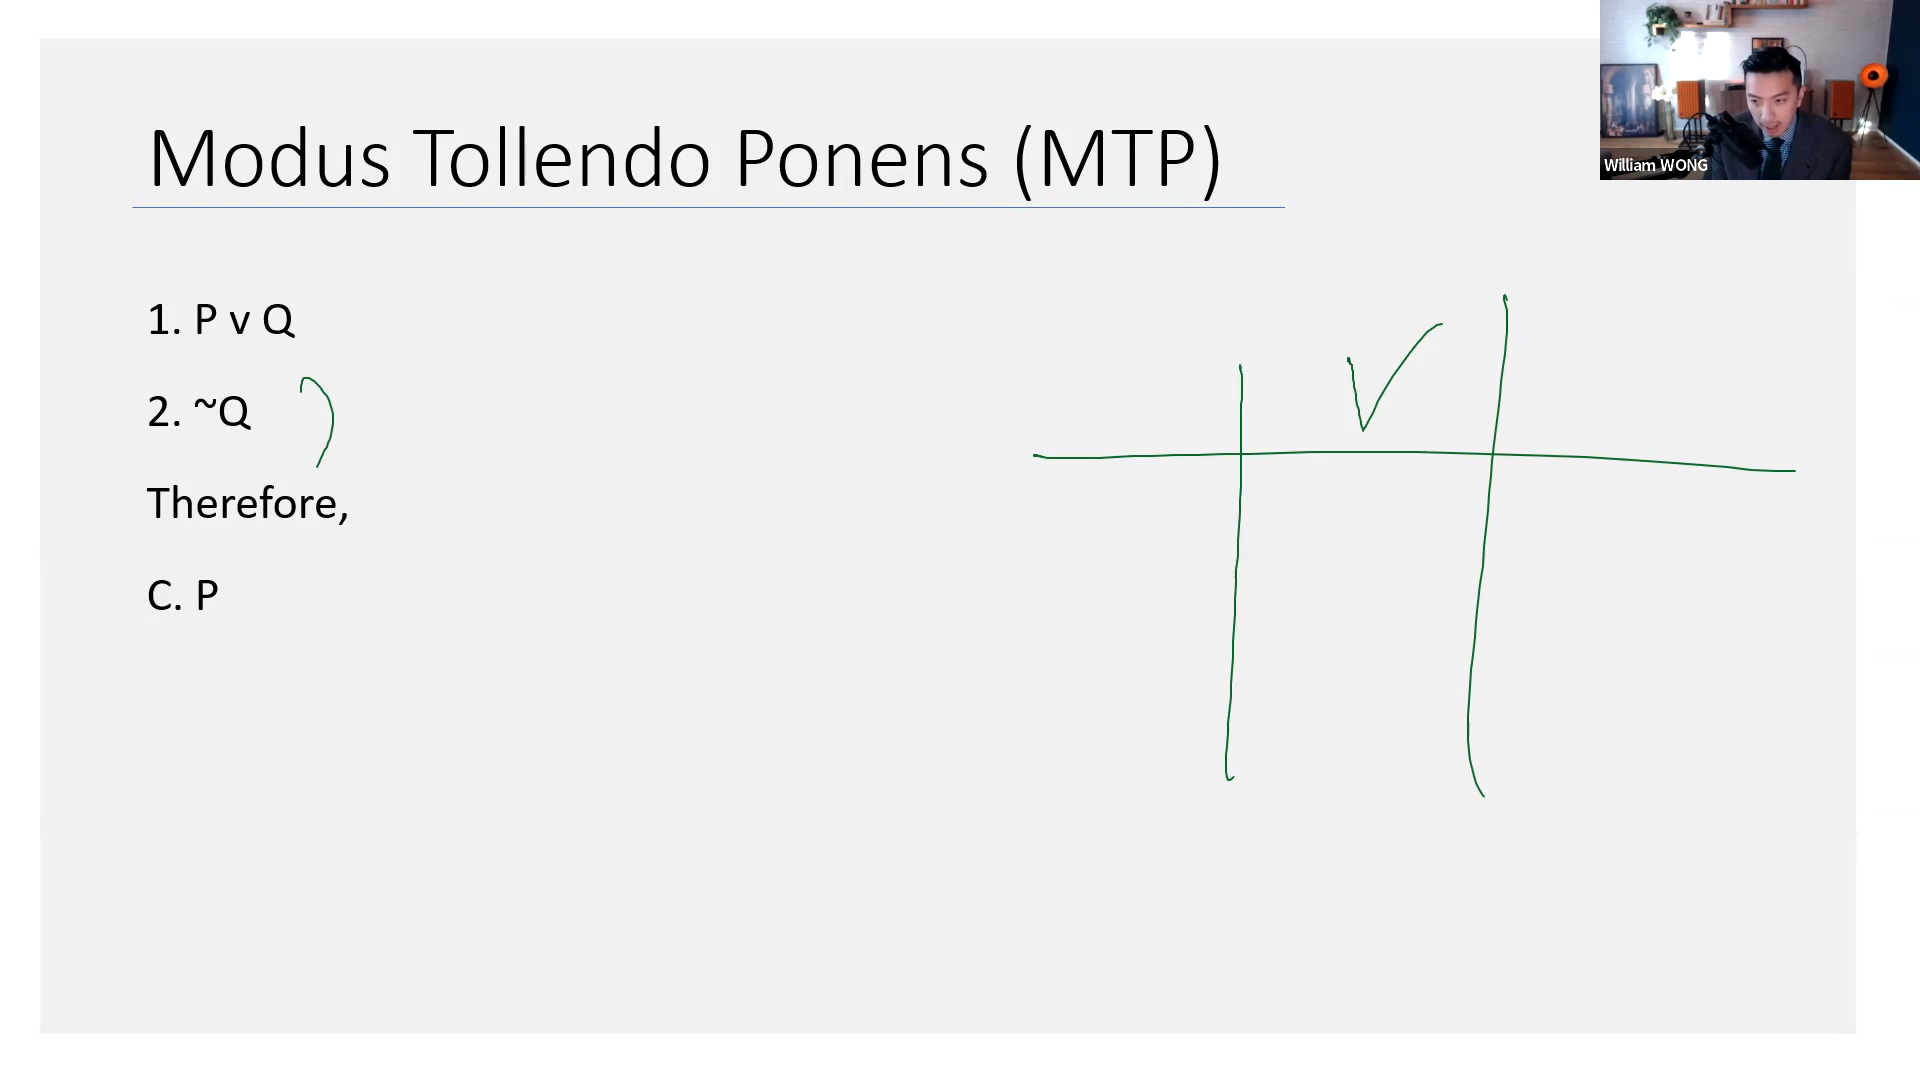 Modus Tollendo Ponens (MTP)
William WONG
1. P v Q
2. ~Q
Therefore,
C. P